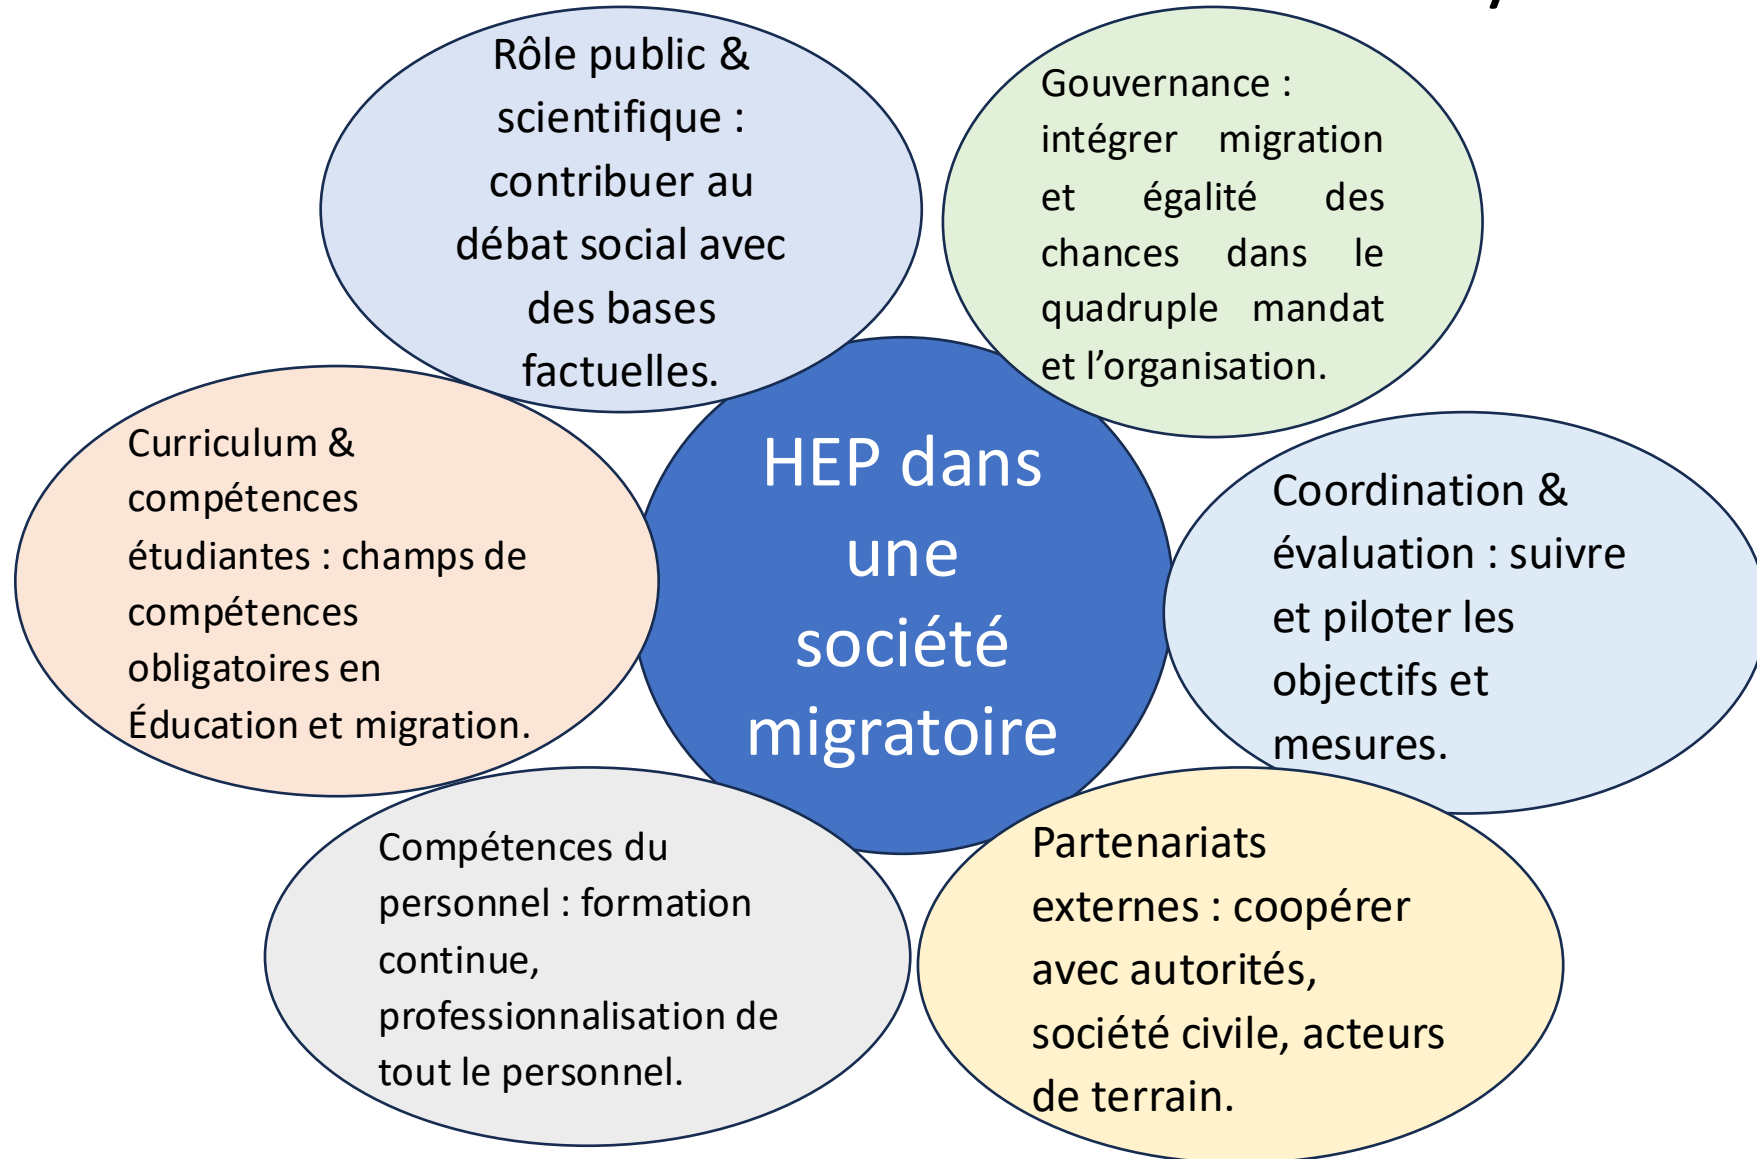 Rôle public &
scientifique :
contribuer au
débat social avec
des bases
factuelles.
Gouvernance :
intégrer migration
et égalité des
chances dans le
quadruple mandat
et l’organisation.
Curriculum &
compétences
étudiantes : champs de
compétences
obligatoires en
Éducation et migration.
HEP dans
une
société
migratoire
Coordination &
évaluation : suivre
et piloter les
objectifs et
mesures.
Compétences du
personnel : formation
continue,
professionnalisation de
tout le personnel.
Partenariats
externes : coopérer
avec autorités,
société civile, acteurs
de terrain.